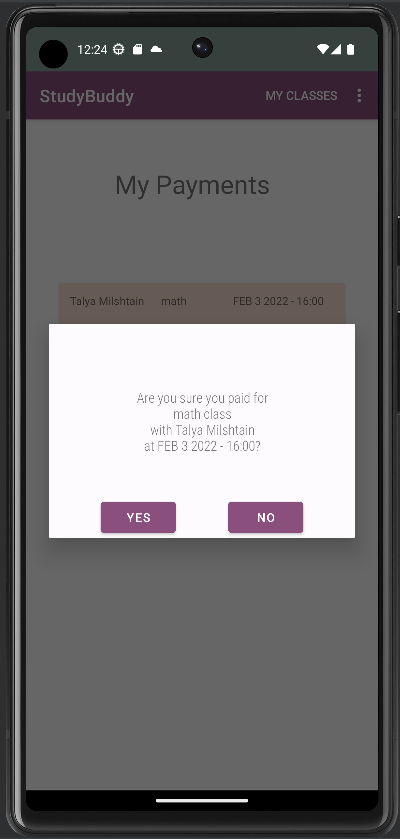 12:24
StudyBuddy MY CLASSES
My Payments
Talya Milshtain math FEB 3 2022 - 16:00
Are you sure you paid for
math class
with Talya Milshtain
at FEB 3 2022 - 16:00?
YES NO